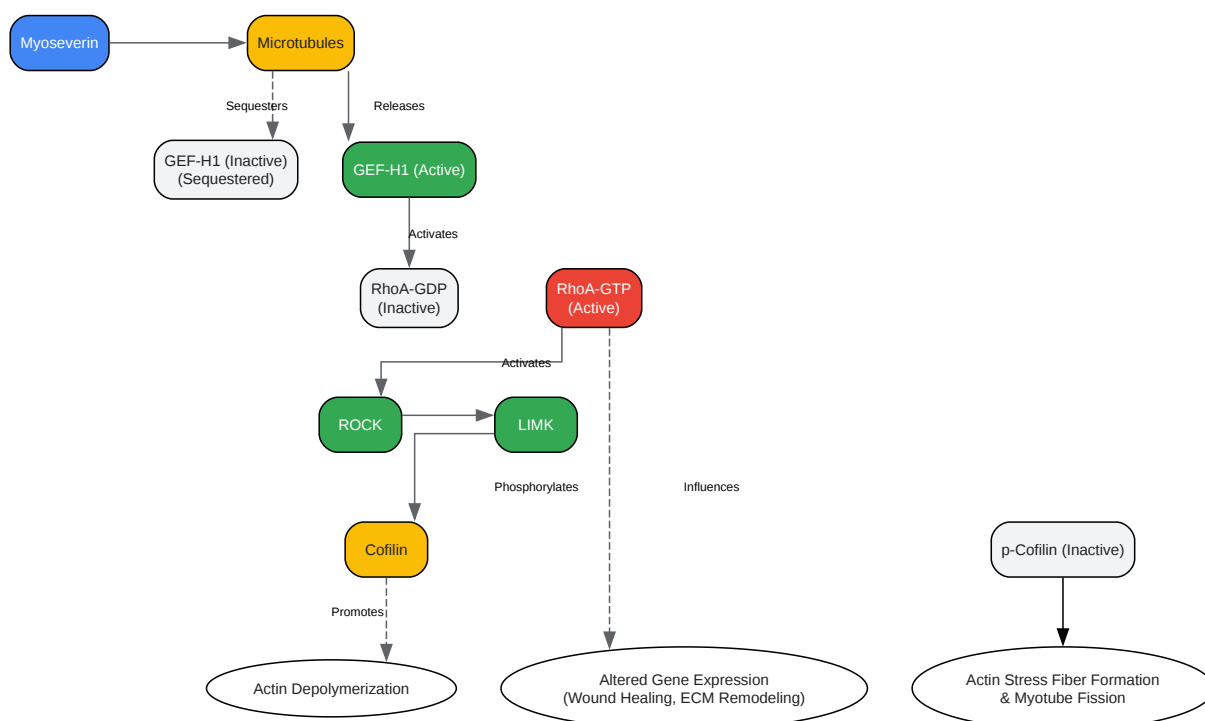 Myoseverin
Microtubules
Sequesters
Releases
GEF-H1 (Inactive)
(Sequestered)
GEF-H1 (Active)
Activates
RhoA-GDP
(Inactive)
RhoA-GTP
(Active)
Activates
ROCK
LIMK
Phosphorylates
Influences
Cofilin
p-Cofilin (Inactive)
Promotes
Actin Depolymerization
Altered Gene Expression
(Wound Healing, ECM Remodeling)
Actin Stress Fiber Formation
& Myotube Fission